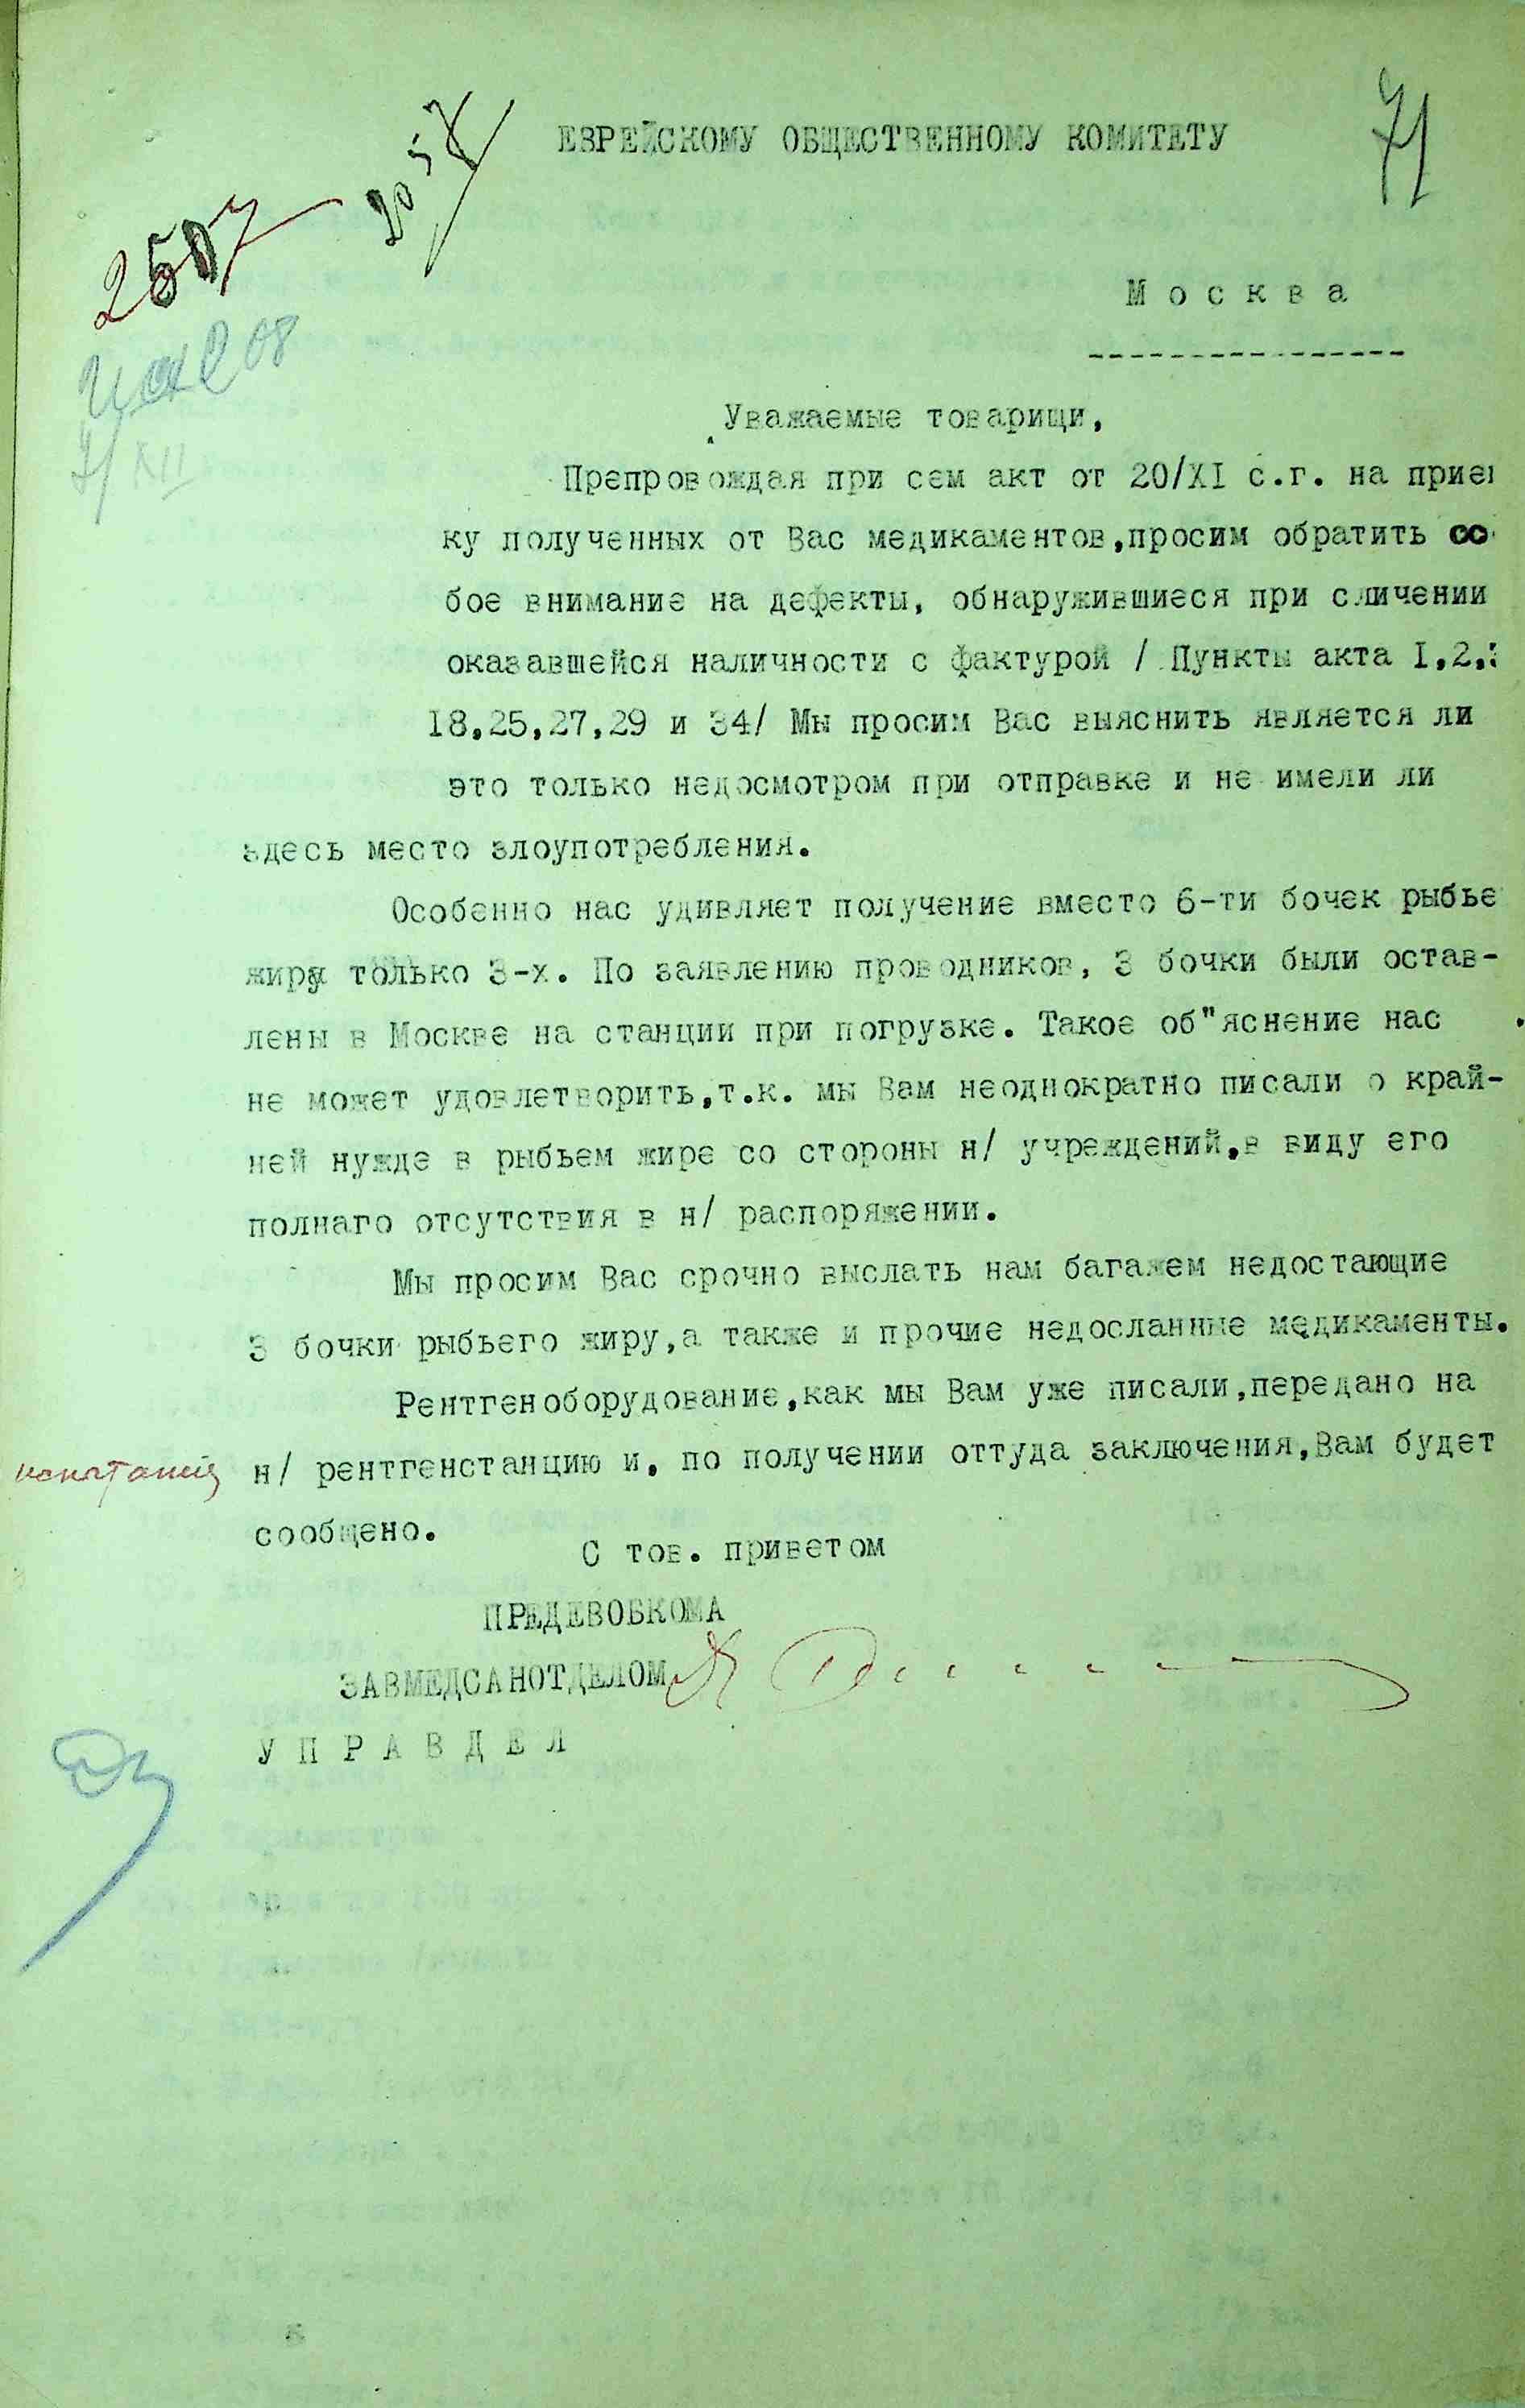 71
ЕВРЕЙСКОМУ ОБЩЕСТВЕННОМУ КОМИТЕТУ
2507
Москва
Уважаемые товарищи,
Препровождая при сем акт от 20/XI с.г. на прием
ку полученных от Вас медикаментов,просим обратить осо
бое внимание на дефекты, обнаружившиеся при сличении
оказавшейся наличности с фактурой / Пункты акта I,2,
18,25,27,29 и 34/ Мы просим Вас выяснить является ли
это только недосмотром при отправке и не имели ли
здесь место злоупотребления.
Особенно нас удивляет получение вместо 6-ти бочек рыбье
жиру только 3-х. По заявлению проводников, 3 бочки были остав-
лены в Москве на станции при погрузке. Такое об"яснение нас
не может удовлетворить,т.к. мы Вам неоднократно писали о край-
ней нужде в рыбьем жире со стороны н/ учреждений,в виду его
полнаго отсутствия в н/ распоряжении.
Мы просим Вас срочно выслать нам багажем недостающие
3 бочки рыбьего жиру,а также и прочие недосланные медикаменты.
Рентгеноборудование,как мы Вам уже писали,передано на
н/ рентгенстанцию и, по получении оттуда заключения,Вам будет
сообщено.
С тов. приветом
ПРЕДЕВОБКОМА
ЗАВМЕДСАНОТДЕЛОМ
УПРАВДЕЛ